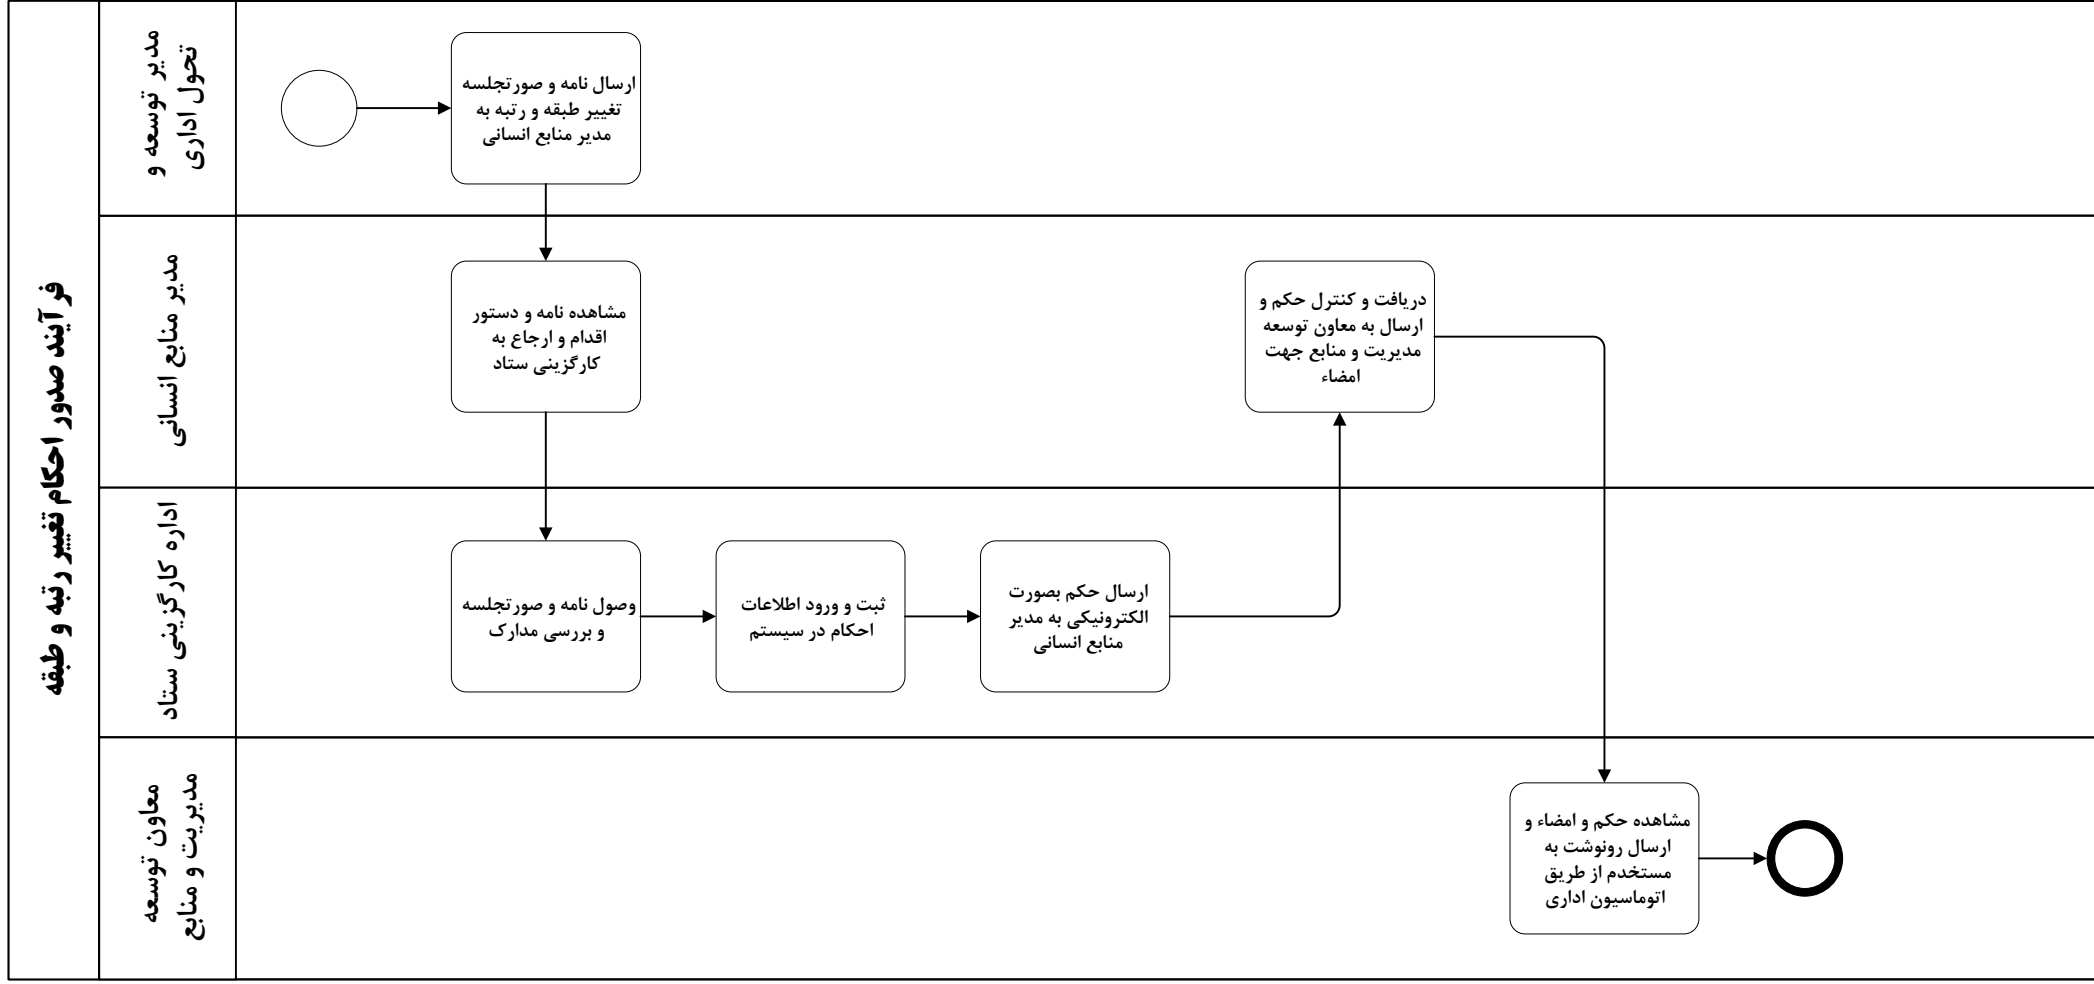 فرآیند صدور احکام تغییر رتبه و طبقه
مدیر توسعه و
تحول اداری
ارسال نامه و صورتجلسه
تغییر طبقه و رتبه به
مدیر منابع انسانی
مدیر منابع انسانی
مشاهده نامه و دستور
اقدام و ارجاع به
کارگزینی ستاد
دریافت و کنترل حکم و
ارسال به معاون توسعه
مدیریت و منابع جهت
امضاء
اداره کارگزینی ستاد
وصول نامه و صورتجلسه
و بررسی مدارک
ثبت و ورود اطلاعات
احکام در سیستم
ارسال حکم بصورت
الکترونیکی به مدیر
منابع انسانی
معاون توسعه
مدیریت و منابع
مشاهده حکم و امضاء و
ارسال رونوشت به
مستخدم از طریق
اتوماسیون اداری